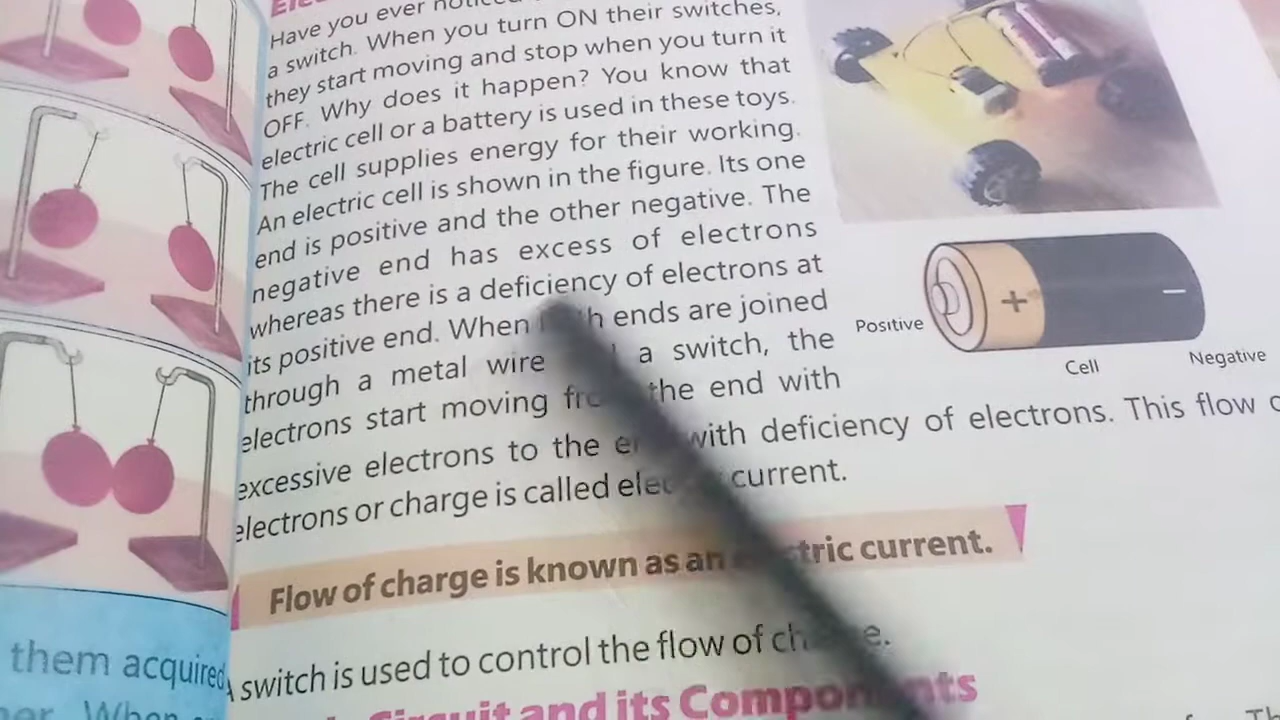 Have you ever
a switch. When you turn ON their switches,
they start moving and stop when you turn it
OFF. Why does it happen? You know that
electric cell or a battery is used in these toys.
The cell supplies energy for their working.
An electric cell is shown in the figure. Its one
end is positive and the other negative. The
negative end has excess of electrons
whereas there is a deficiency of electrons at
its positive end. When ends are joined
through a metal wire a switch, the
electrons start moving the end with
excessive electrons to the with deficiency of electrons. This flow
electrons or charge is called current.
+
Positive
Cell
Negative
Flow of charge is known as an current.
A switch is used to control the flow of
Circuit and its Components
them acquired
When